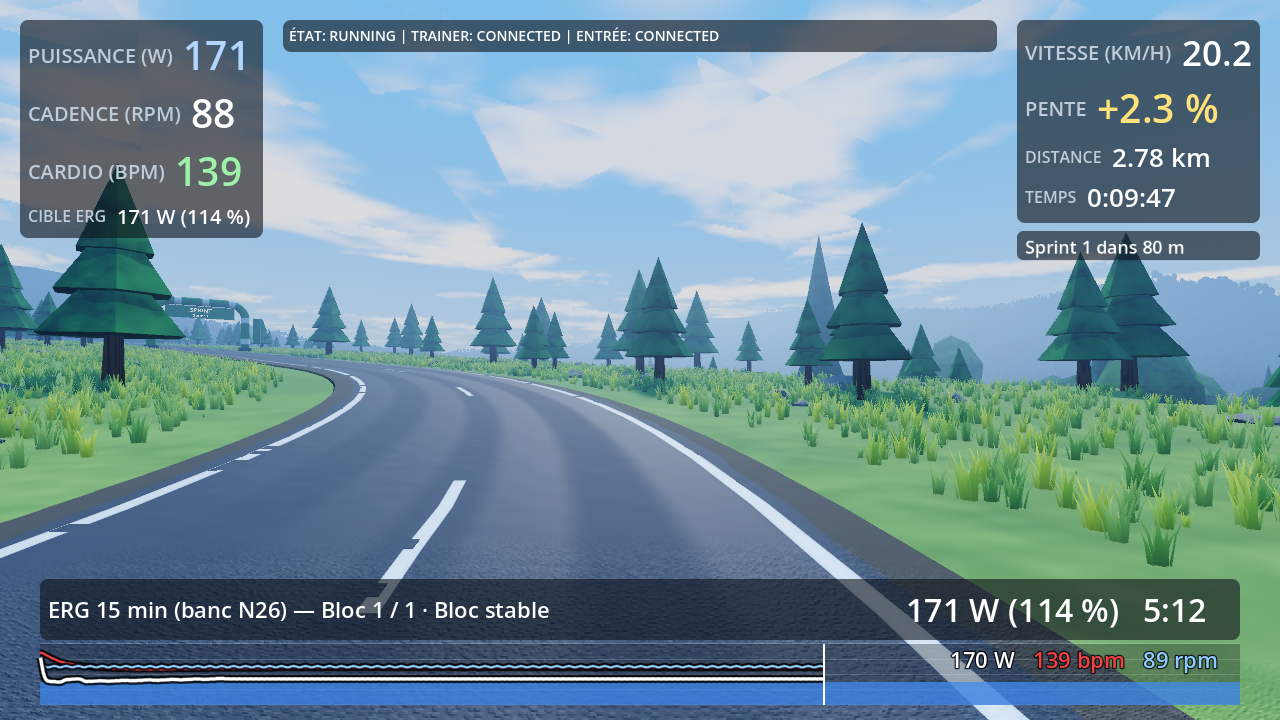 PUISSANCE (W) 171
CADENCE (RPM) 88
CARDIO (BPM) 139
CIBLE ERG 171 W (114 %)
ÉTAT: RUNNING | TRAINER: CONNECTED | ENTRÉE: CONNECTED
VITESSE (KM/H) 20.2
PENTE +2.3 %
DISTANCE 2.78 km
TEMPS 0:09:47
Sprint 1 dans 80 m
SPRINT
ERG 15 min (banc N26) — Bloc 1 / 1 · Bloc stable 171 W (114 %) 5:12
170 W 139 bpm 89 rpm